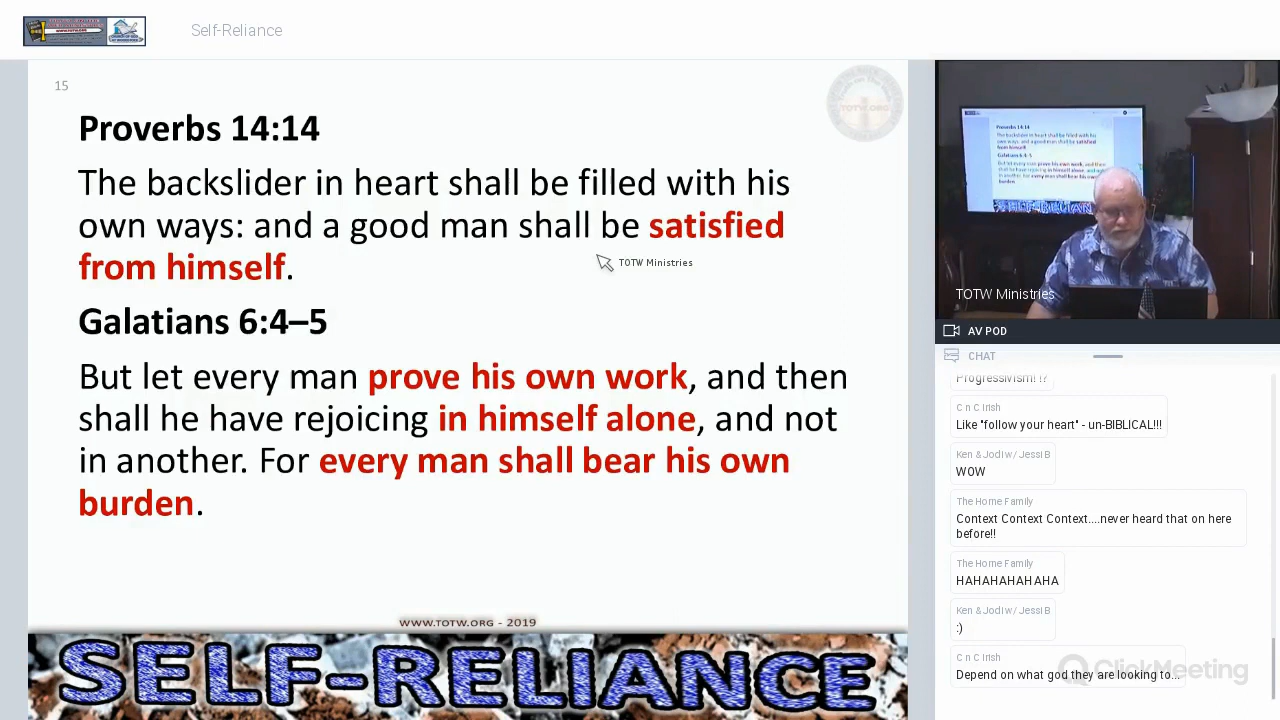 Self-Reliance
15
TOTW.ORG
Proverbs 14:14
The backslider in heart shall be filled with his
own ways: and a good man shall be satisfied
from himself.
TOTW Ministries
Galatians 6:4–5
But let every man prove his own work, and then
shall he have rejoicing in himself alone, and not
in another. For every man shall bear his own
burden.
WWW.TOTW.ORG - 2019
SELF-RELIANCE
TOTW Ministries
AV POD
CHAT
Progressivism! !?
C n C Irish
Like "follow your heart" - un-BIBLICAL!!!
Ken & Jodi w / Jessi B
WOW
The Home Family
Context Context Context....never heard that on here
before!!
The Home Family
HAHAHAHAHAHA
Ken & Jodi w / Jessi B
:)
C n C Irish
Depend on what god they are looking to...
ClickMeeting